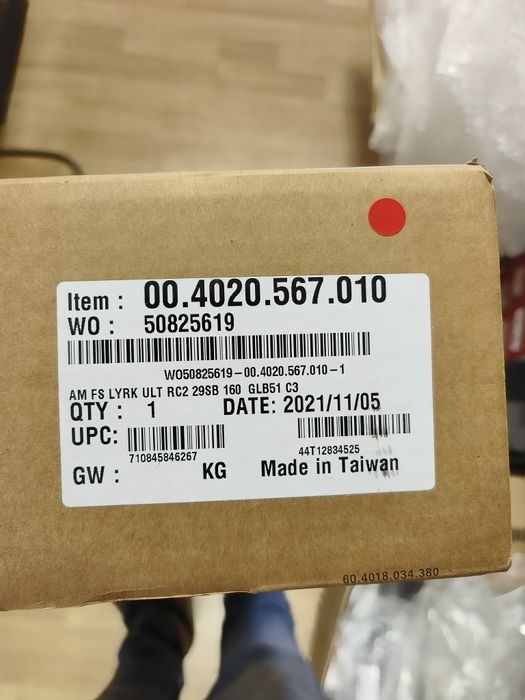 Item : 00.4020.567.010
WO : 50825619
WO50825619-00.4020.567.010-1
AM FS LYRK ULT RC2 29SB 160 GLB51 C3
QTY : 1 DATE: 2021/11/05
UPC:
710845846267
44T12834525
GW : KG Made in Taiwan
60.4018.034.380